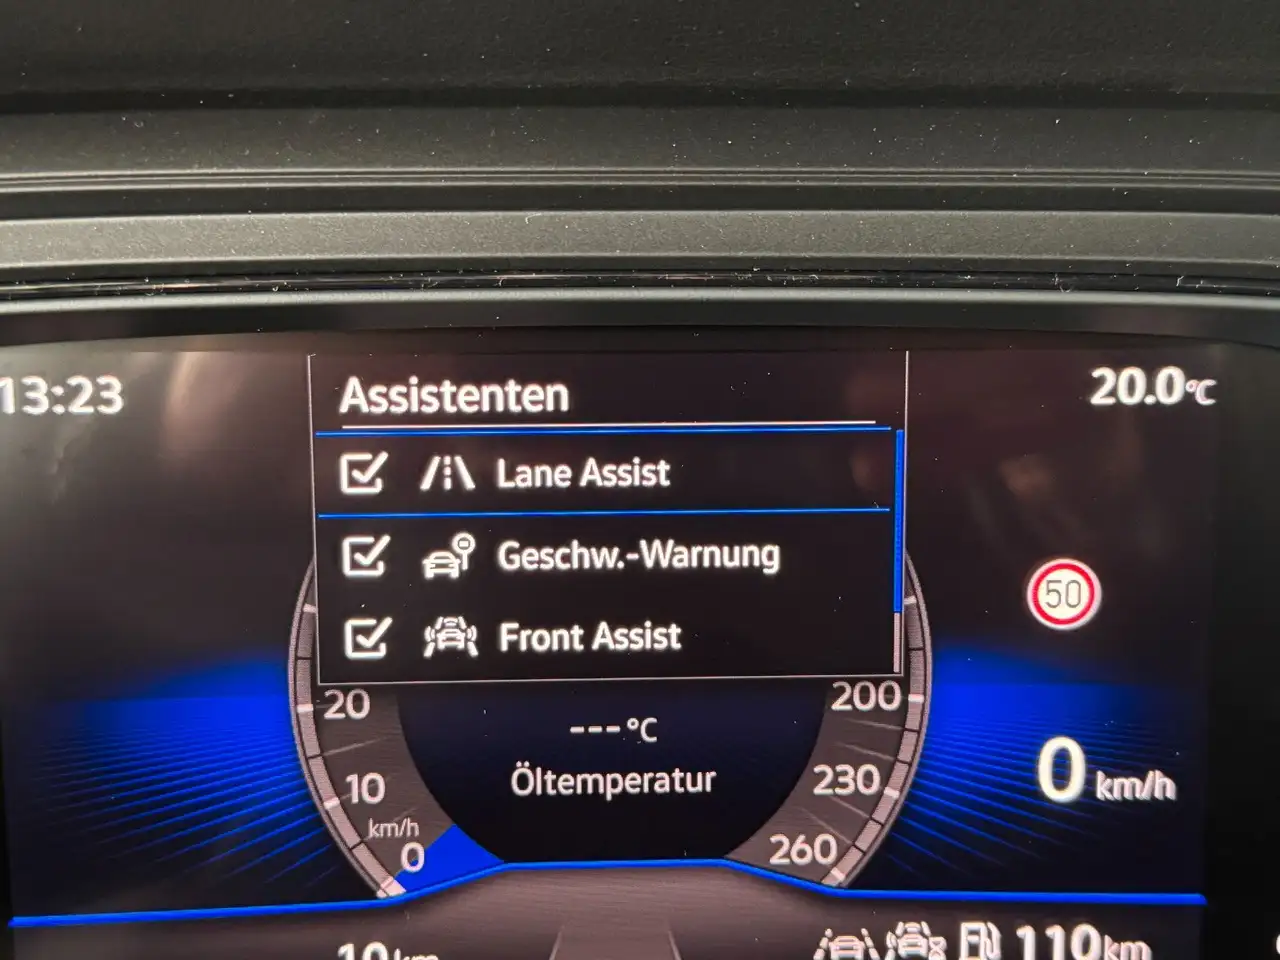 13:23
Assistenten
20.0°C
Lane Assist
Geschw.-Warnung
Front Assist
50
20
200
---°C
10
Öltemperatur
230
0 km/h
km/h
0
260
10km
110km